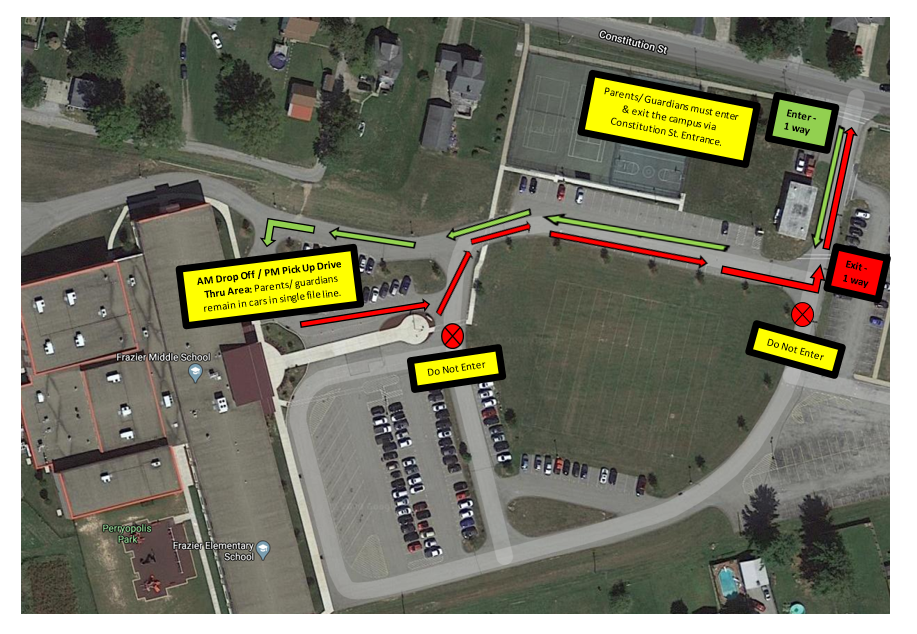 Constitution St
Parents/ Guardians must enter
& exit the campus via
Constitution St. Entrance.
Enter -
1 way
AM Drop Off / PM Pick Up Drive
Thru Area: Parents/ guardians
remain in cars in single file line.
Exit -
1 way
Do Not Enter
Do Not Enter
Frazier Middle School
Perryopolis
Park
Frazier Elementary
School